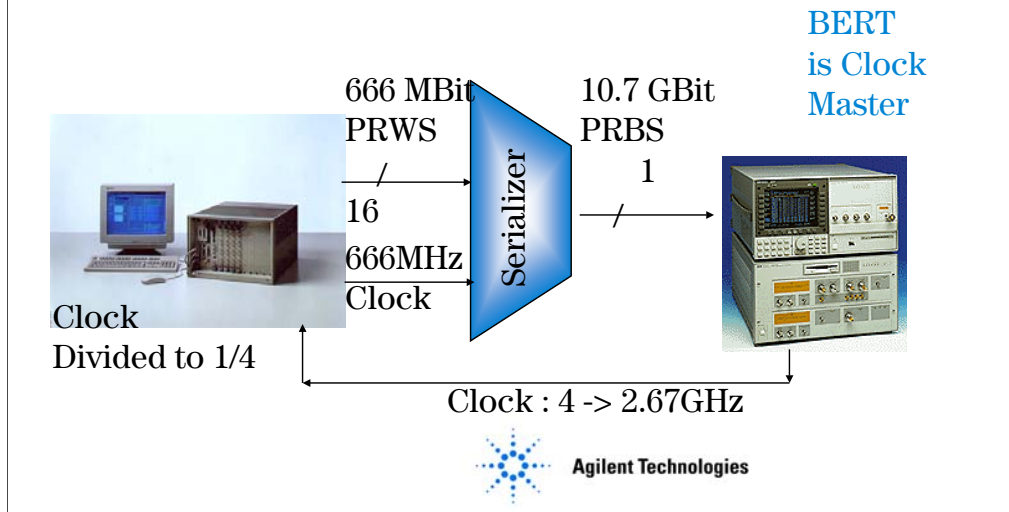 BERT
is Clock
Master
666 MBit
PRWS
16
666MHz
Clock
Serializer
10.7 GBit
PRBS
1
Clock
Divided to 1/4
Clock : 4 -> 2.67GHz
Agilent Technologies